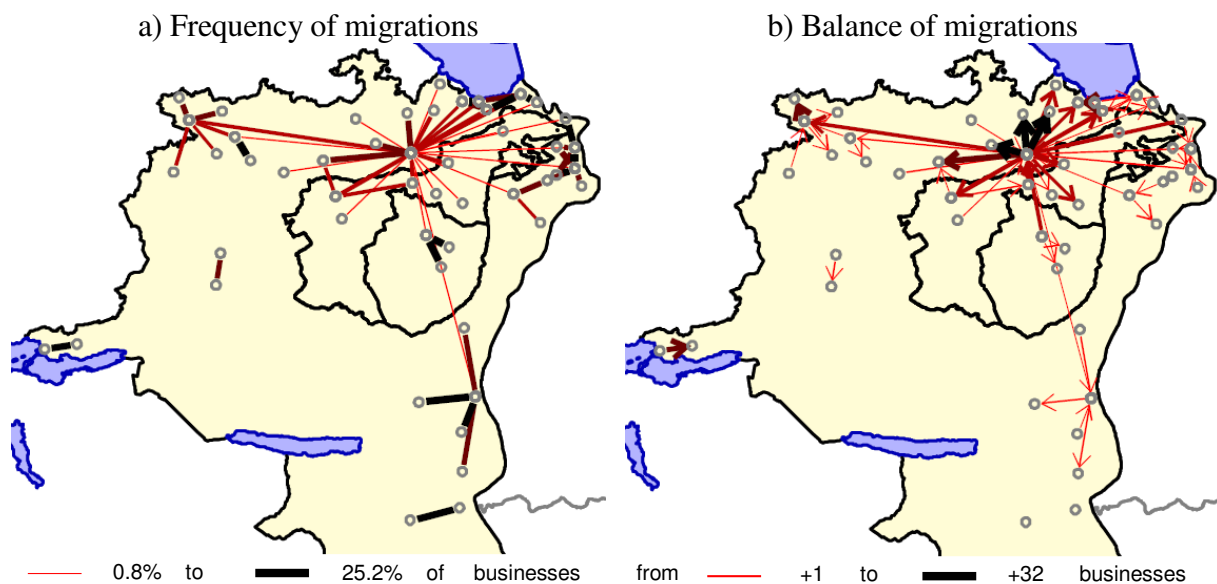 a) Frequency of migrations
b) Balance of migrations
0.8% to 25.2% of businesses
from +1 to +32 businesses